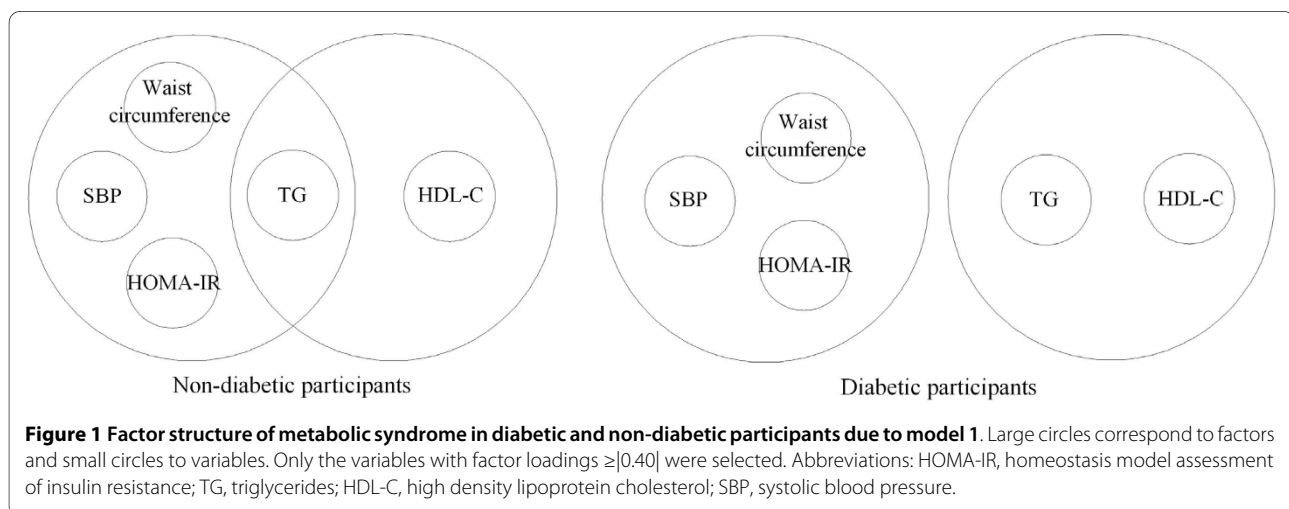 Waist
circumference
SBP
TG
HDL-C
HOMA-IR
Non-diabetic participants
Waist
circumference
SBP
TG
HDL-C
HOMA-IR
Diabetic participants
Figure 1 Factor structure of metabolic syndrome in diabetic and non-diabetic participants due to model 1. Large circles correspond to factors
and small circles to variables. Only the variables with factor loadings ≥|0.40| were selected. Abbreviations: HOMA-IR, homeostasis model assessment
of insulin resistance; TG, triglycerides; HDL-C, high density lipoprotein cholesterol; SBP, systolic blood pressure.